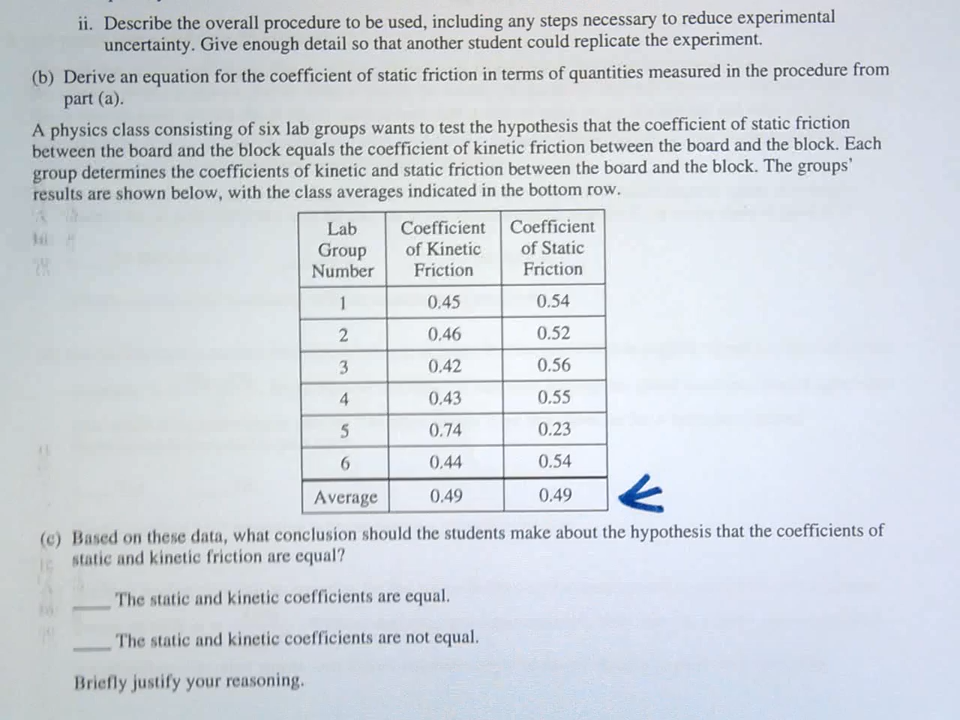 ii. Describe the overall procedure to be used, including any steps necessary to reduce experimental
uncertainty. Give enough detail so that another student could replicate the experiment.
(b) Derive an equation for the coefficient of static friction in terms of quantities measured in the procedure from
part (a).
A physics class consisting of six lab groups wants to test the hypothesis that the coefficient of static friction
between the board and the block equals the coefficient of kinetic friction between the board and the block. Each
group determines the coefficients of kinetic and static friction between the board and the block. The groups'
results are shown below, with the class averages indicated in the bottom row.
Lab Group Number Coefficient of Kinetic Friction Coefficient of Static Friction
1 0.45 0.54
2 0.46 0.52
3 0.42 0.56
4 0.43 0.55
5 0.74 0.23
6 0.44 0.54
Average 0.49 0.49
(c) Based on these data, what conclusion should the students make about the hypothesis that the coefficients of
static and kinetic friction are equal?
____ The static and kinetic coefficients are equal.
____ The static and kinetic coefficients are not equal.
Briefly justify your reasoning.